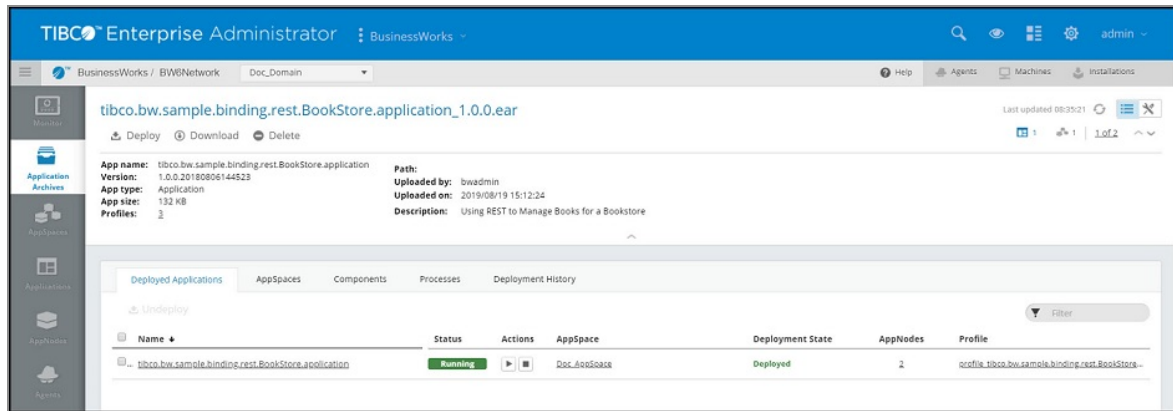 TIBCO™ Enterprise Administrator BusinessWorks admin
BusinessWorks / BW6Network Doc_Domain Help Agents Machines Installations
Monitor
Application Archives
AppSpaces
Applications
AppNodes
Agents
tibco.bw.sample.binding.rest.BookStore.application_1.0.0.ear Last updated 08:35:21
Deploy Download Delete 1 1 1 of 2
App name: tibco.bw.sample.binding.rest.BookStore.application
Version: 1.0.0.20180806144523
App type: Application
App size: 132 KB
Profiles: 3
Path:
Uploaded by: bwadmin
Uploaded on: 2019/08/19 15:12:24
Description: Using REST to Manage Books for a Bookstore
Deployed Applications AppSpaces Components Processes Deployment History
Undeploy Filter
Name Status Actions AppSpace Deployment State AppNodes Profile
tibco.bw.sample.binding.rest.BookStore.application Running Doc_AppSpace Deployed 2 profile_tibco.bw.sample.binding.rest.BookStore...